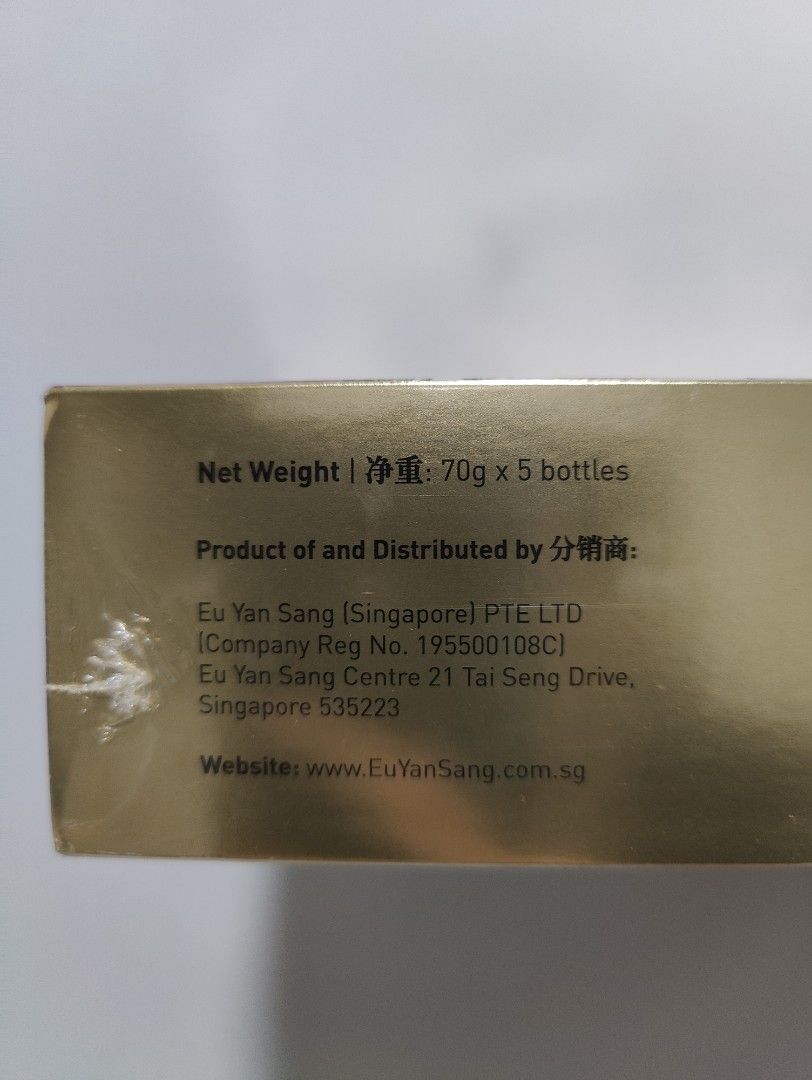 Net Weight | 净重: 70g x 5 bottles
Product of and Distributed by 分销商:
Eu Yan Sang (Singapore) PTE LTD
(Company Reg No. 195500108C)
Eu Yan Sang Centre 21 Tai Seng Drive,
Singapore 535223
Website: www.EuYanSang.com.sg